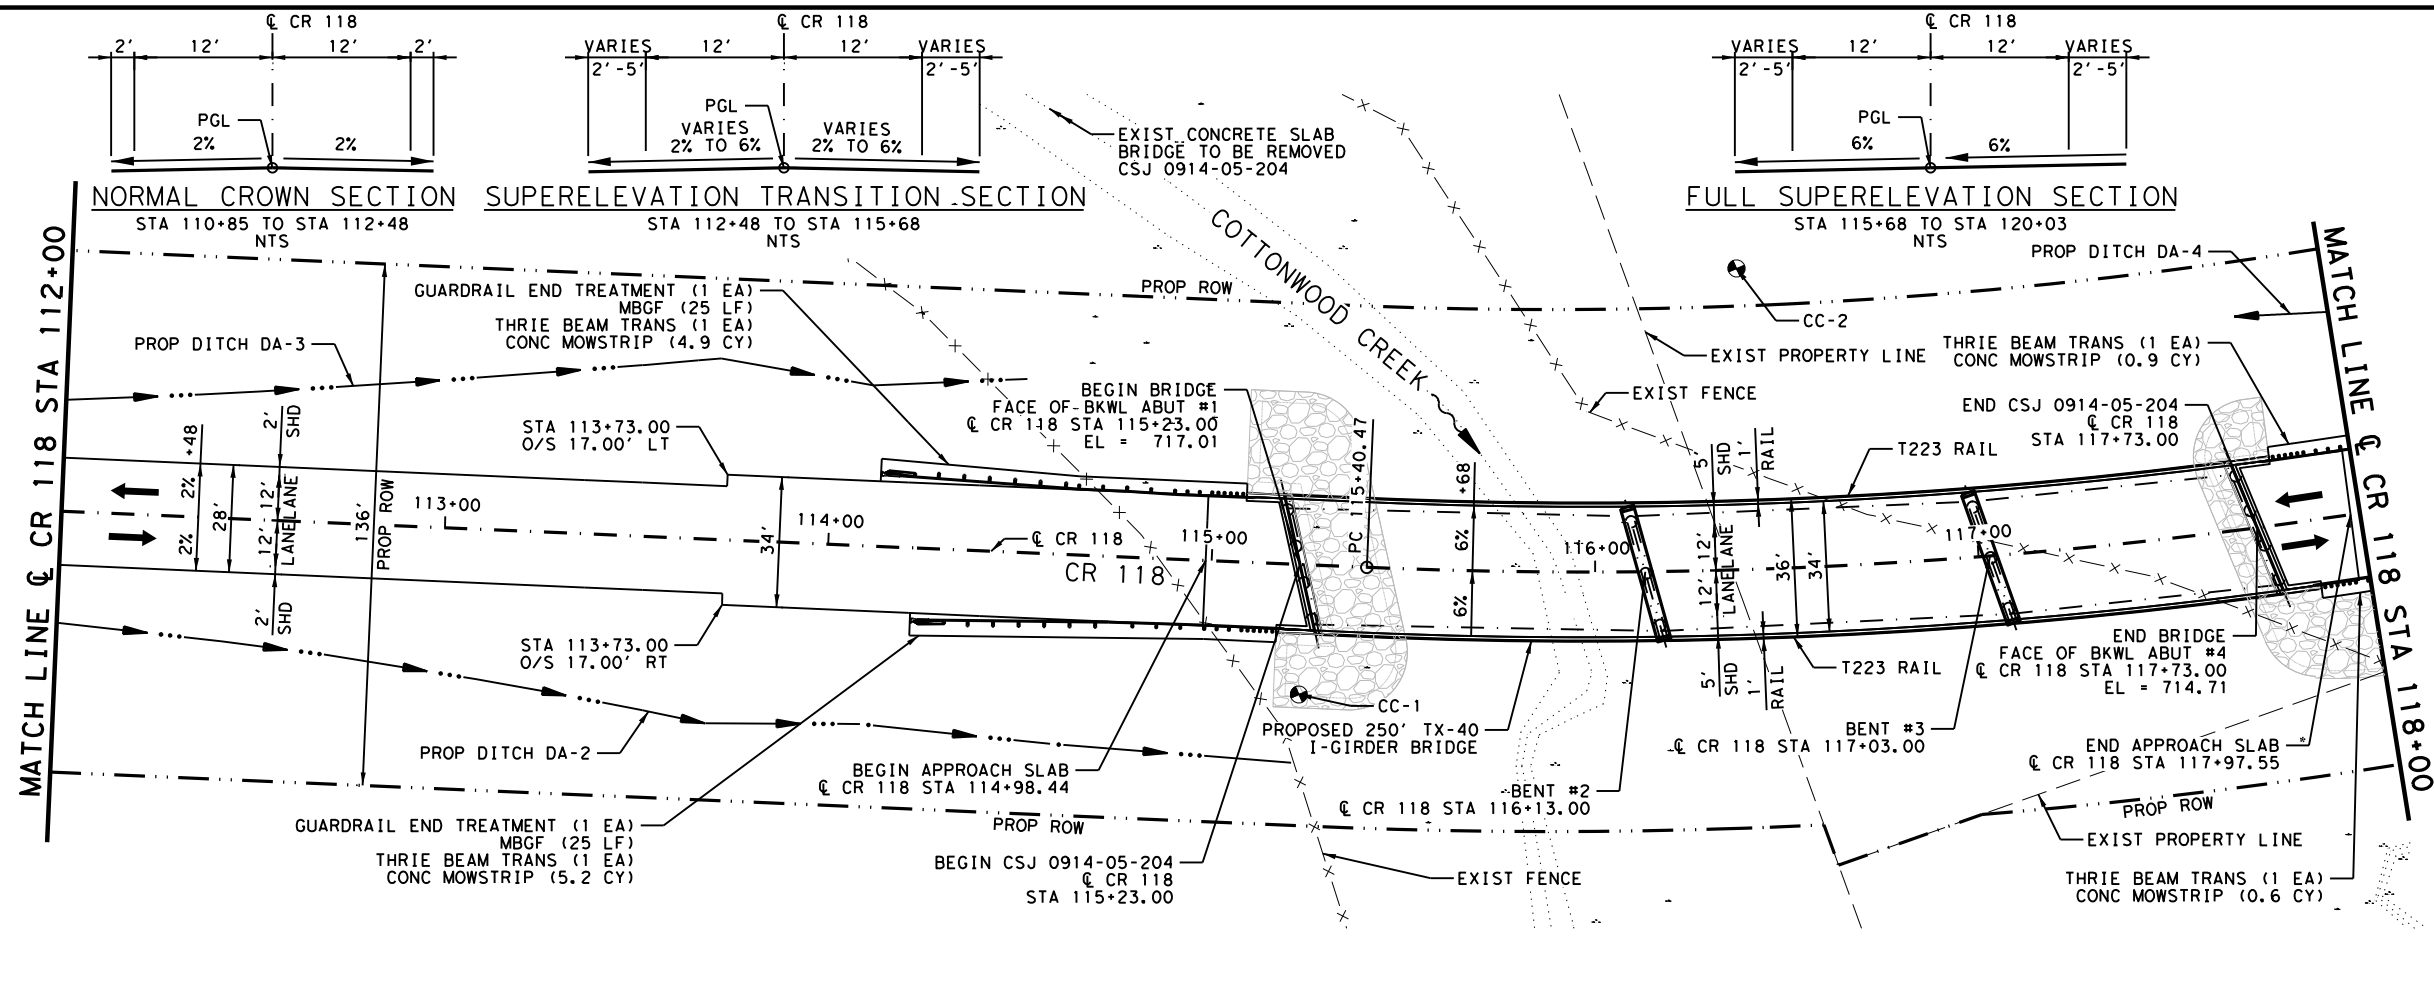 ℄ CR 118
2' 12' 12' 2'
PGL
2% 2%
NORMAL CROWN SECTION
STA 110+85 TO STA 112+48
NTS
℄ CR 118
VARIES 12' 12' VARIES
2'-5' 2'-5'
PGL
VARIES VARIES
2% TO 6% 2% TO 6%
SUPERELEVATION TRANSITION SECTION
STA 112+48 TO STA 115+68
NTS
℄ CR 118
VARIES 12' 12' VARIES
2'-5' 2'-5'
PGL
6% 6%
FULL SUPERELEVATION SECTION
STA 115+68 TO STA 120+03
NTS
EXIST CONCRETE SLAB
BRIDGE TO BE REMOVED
CSJ 0914-05-204
COTTONWOOD CREEK
PROP ROW
PROP DITCH DA-4
CC-2
EXIST PROPERTY LINE
EXIST FENCE
THRIE BEAM TRANS (1 EA)
CONC MOWSTRIP (0.9 CY)
END CSJ 0914-05-204
℄ CR 118
STA 117+73.00
T223 RAIL
MATCH LINE ℄ CR 118 STA 112+00
MATCH LINE ℄ CR 118 STA 118+00
GUARDRAIL END TREATMENT (1 EA)
MBGF (25 LF)
THRIE BEAM TRANS (1 EA)
CONC MOWSTRIP (4.9 CY)
PROP DITCH DA-3
BEGIN BRIDGE
FACE OF BKWL ABUT #1
℄ CR 118 STA 115+23.00
EL = 717.01
STA 113+73.00
O/S 17.00' LT
+48
2%
2%
28'
2'
SHD
12'
LANE
12'
LANE
2'
SHD
136'
PROP ROW
113+00
114+00
34'
℄ CR 118
CR 118
115+00
PC 115+40.47
+68
6%
6%
116+00
5'
SHD
1'
RAIL
12'
LANE
12'
LANE
5'
SHD
1'
RAIL
36'
34'
117+00
STA 113+73.00
O/S 17.00' RT
PROP DITCH DA-2
CC-1
PROPOSED 250' TX-40
I-GIRDER BRIDGE
T223 RAIL
END BRIDGE
FACE OF BKWL ABUT #4
℄ CR 118 STA 117+73.00
EL = 714.71
BENT #3
℄ CR 118 STA 117+03.00
END APPROACH SLAB
℄ CR 118 STA 117+97.55
BEGIN APPROACH SLAB
℄ CR 118 STA 114+98.44
BENT #2
℄ CR 118 STA 116+13.00
PROP ROW
PROP ROW
GUARDRAIL END TREATMENT (1 EA)
MBGF (25 LF)
THRIE BEAM TRANS (1 EA)
CONC MOWSTRIP (5.2 CY)
BEGIN CSJ 0914-05-204
℄ CR 118
STA 115+23.00
EXIST FENCE
EXIST PROPERTY LINE
THRIE BEAM TRANS (1 EA)
CONC MOWSTRIP (0.6 CY)